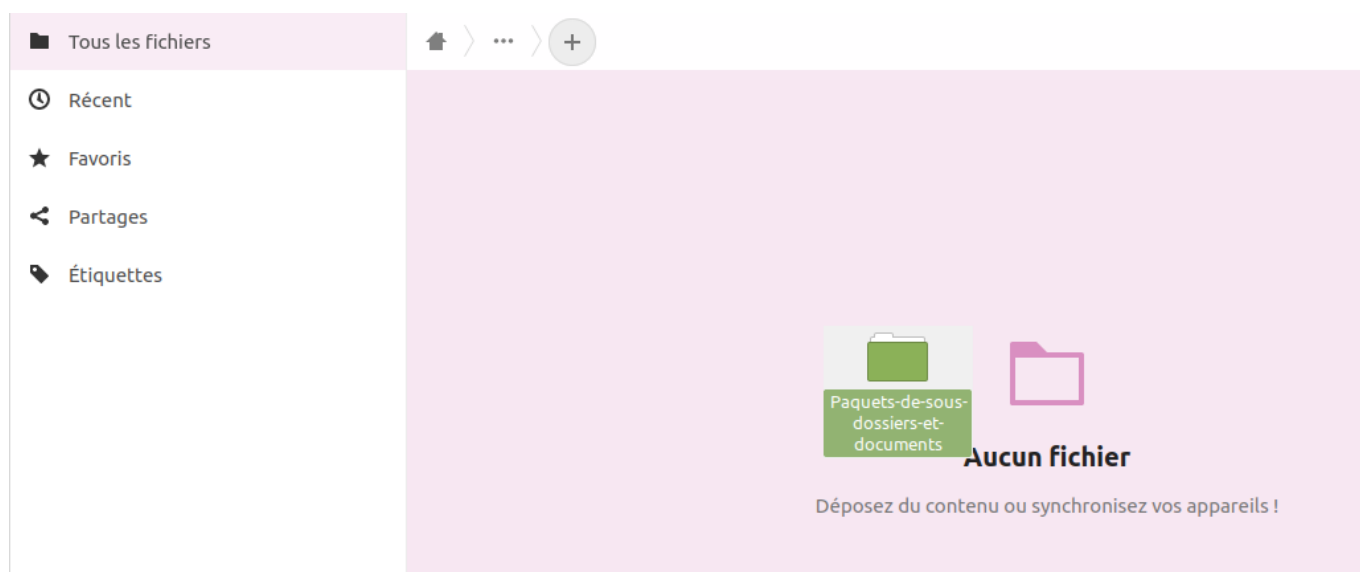 Tous les fichiers
Récent
Favoris
Partages
Étiquettes
Paquets-de-sous-
dossiers-et-
documents
Aucun fichier
Déposez du contenu ou synchronisez vos appareils !